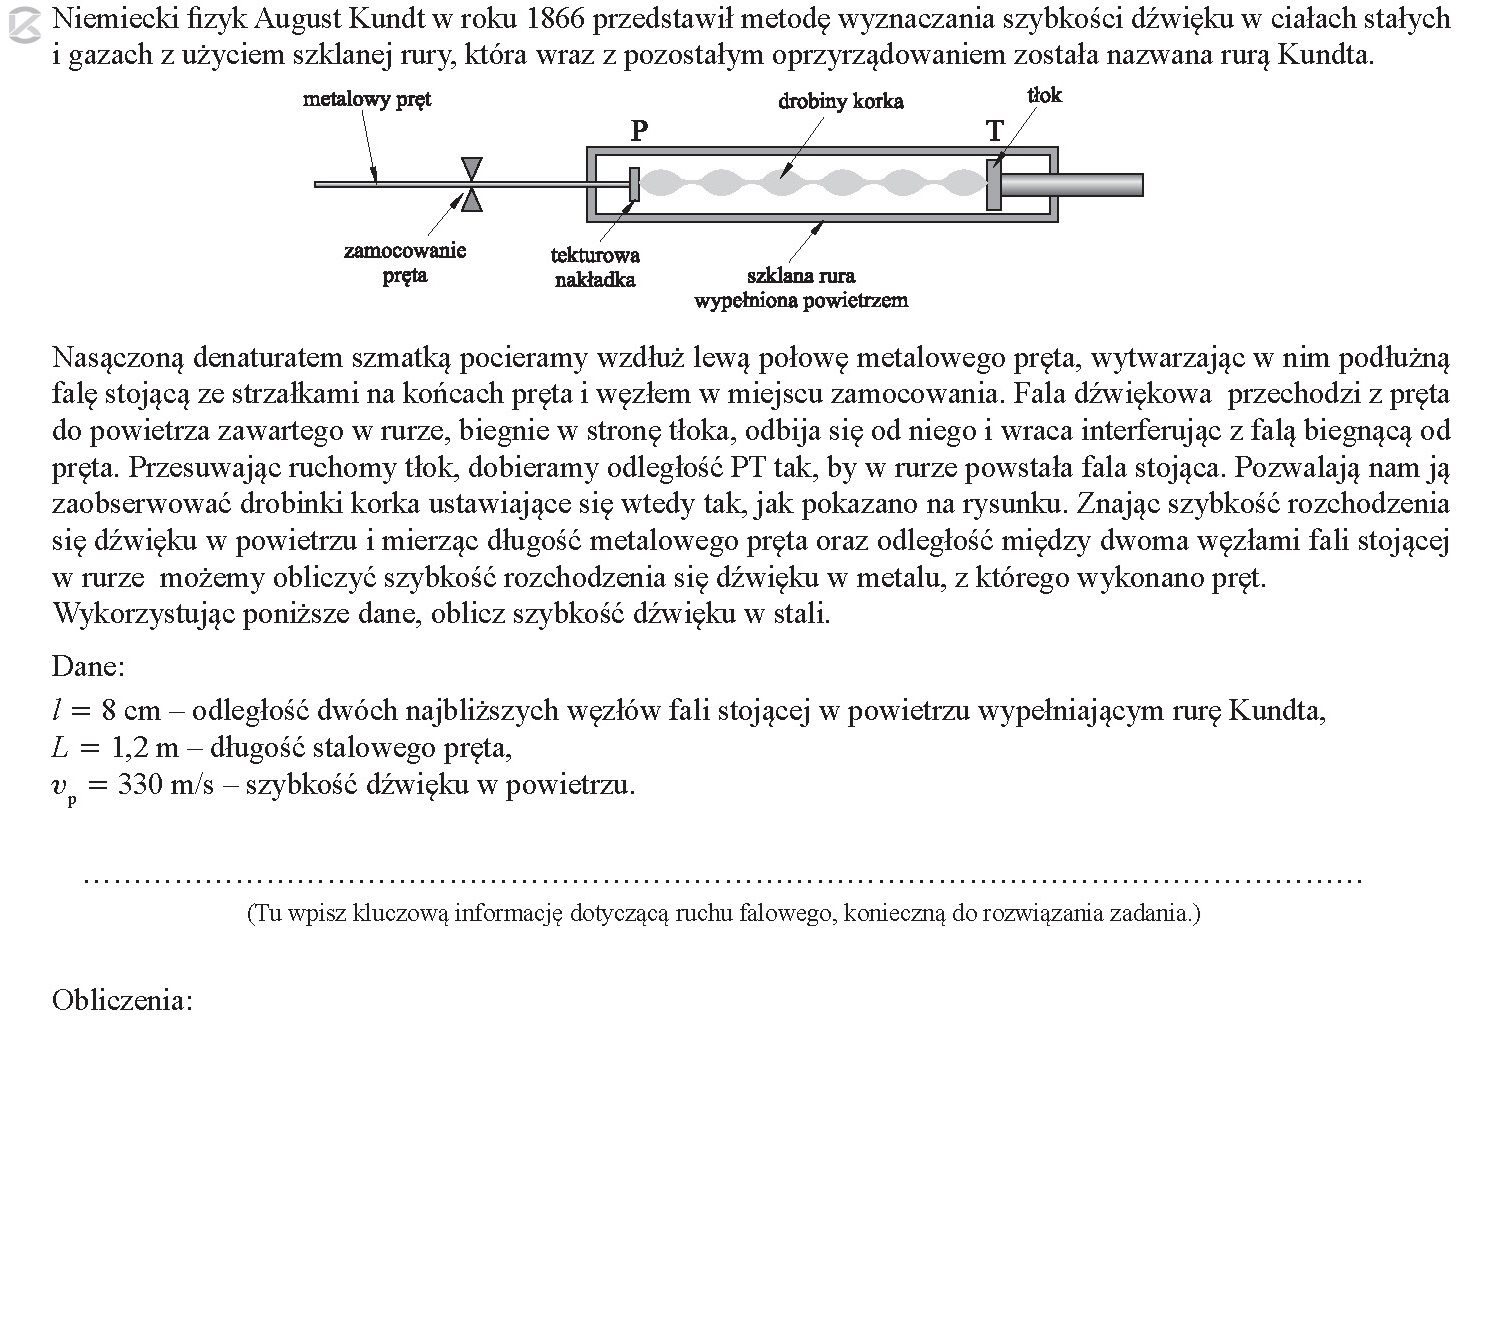 Niemiecki fizyk August Kundt w roku 1866 przedstawił metodę wyznaczania szybkości dźwięku w ciałach stałych
i gazach z użyciem szklanej rury, która wraz z pozostałym oprzyrządowaniem została nazwana rurą Kundta.
metalowy pręt
drobiny korka
tłok
P
T
zamocowanie
pręta
tekturowa
nakładka
szklana rura
wypełniona powietrzem
Nasączoną denaturatem szmatką pocieramy wzdłuż lewą połowę metalowego pręta, wytwarzając w nim podłużną
falę stojącą ze strzałkami na końcach pręta i węzłem w miejscu zamocowania. Fala dźwiękowa przechodzi z pręta
do powietrza zawartego w rurze, biegnie w stronę tłoka, odbija się od niego i wraca interferując z falą biegnącą od
pręta. Przesuwając ruchomy tłok, dobieramy odległość PT tak, by w rurze powstała fala stojąca. Pozwalają nam ją
zaobserwować drobinki korka ustawiające się wtedy tak, jak pokazano na rysunku. Znając szybkość rozchodzenia
się dźwięku w powietrzu i mierząc długość metalowego pręta oraz odległość między dwoma węzłami fali stojącej
w rurze możemy obliczyć szybkość rozchodzenia się dźwięku w metalu, z którego wykonano pręt.
Wykorzystując poniższe dane, oblicz szybkość dźwięku w stali.
Dane:
l = 8 cm – odległość dwóch najbliższych węzłów fali stojącej w powietrzu wypełniającym rurę Kundta,
L = 1,2 m – długość stalowego pręta,
v_p = 330 m/s – szybkość dźwięku w powietrzu.
(Tu wpisz kluczową informację dotyczącą ruchu falowego, konieczną do rozwiązania zadania.)
Obliczenia: